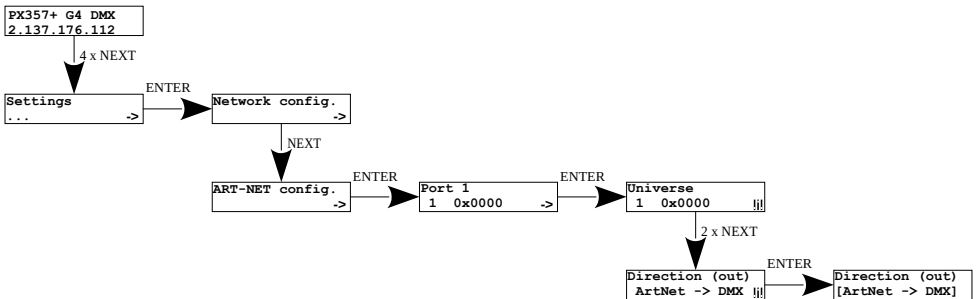 PX357+ G4 DMX
2.137.176.112
4 x NEXT
Settings
... ->
ENTER
Network config.
->
NEXT
ART-NET config.
->
ENTER
Port 1
1 0x0000 ->
ENTER
Universe
1 0x0000 !¡!
2 x NEXT
Direction (out)
ArtNet -> DMX !¡!
ENTER
Direction (out)
[ArtNet -> DMX]